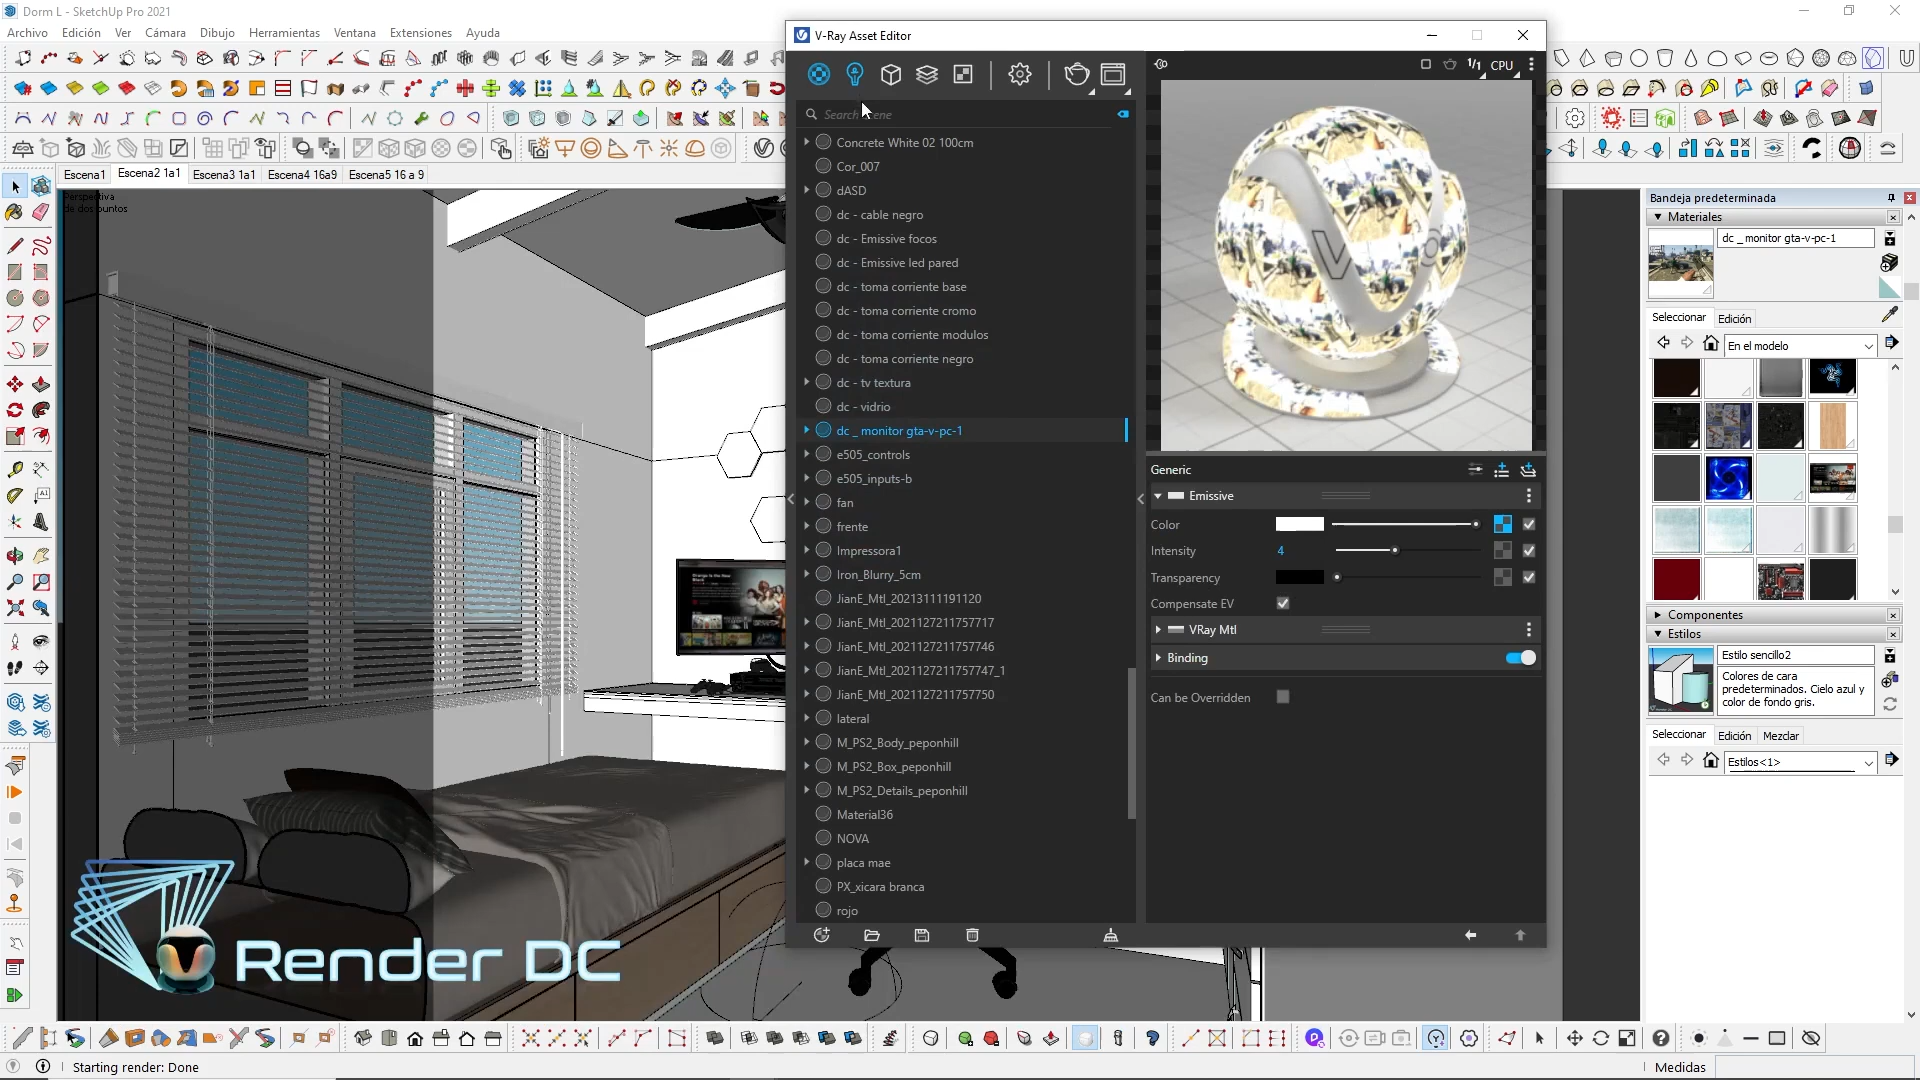 Dorm L - SketchUp Pro 2021
Archivo Edición Ver Cámara Dibujo Herramientas Ventana Extensiones Ayuda
Escena1 Escena2 1a1 Escena3 1a1 Escena4 16a9 Escena5 16 a 9
Perspectiva
de dos puntos
V-Ray Asset Editor
1/1 CPU
Concrete White 02 100cm
Cor_007
dASD
dc - cable negro
dc - Emissive focos
dc - Emissive led pared
dc - toma corriente base
dc - toma corriente cromo
dc - toma corriente modulos
dc - toma corriente negro
dc - tv textura
dc - vidrio
dc _ monitor gta-v-pc-1
e505_controls
e505_inputs-b
fan
frente
Impressora1
Iron_Blurry_5cm
JianE_Mtl_20213111191120
JianE_Mtl_2021127211757717
JianE_Mtl_2021127211757746
JianE_Mtl_2021127211757747_1
JianE_Mtl_2021127211757750
lateral
M_PS2_Body_peponhill
M_PS2_Box_peponhill
M_PS2_Details_peponhill
Material36
NOVA
placa mae
PX_xicara branca
rojo
Generic
Emissive
Color
Intensity 4
Transparency
Compensate EV
VRay Mtl
Binding
Can be Overridden
Bandeja predeterminada
Materiales
dc _ monitor gta-v-pc-1
Seleccionar Edición
En el modelo
Componentes
Estilos
Estilo sencillo2
Colores de cara
predeterminados. Cielo azul y
color de fondo gris.
Seleccionar Edición Mezclar
Estilos<1>
Render DC
Starting render: Done
Medidas